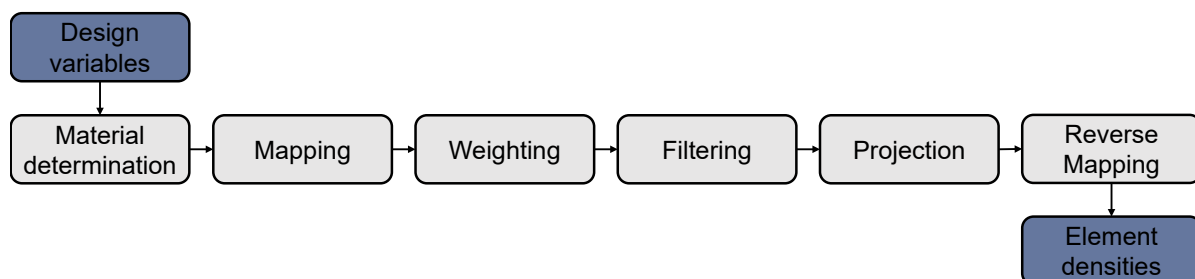 Design
variables
Material
determination
Mapping
Weighting
Filtering
Projection
Reverse
Mapping
Element
densities